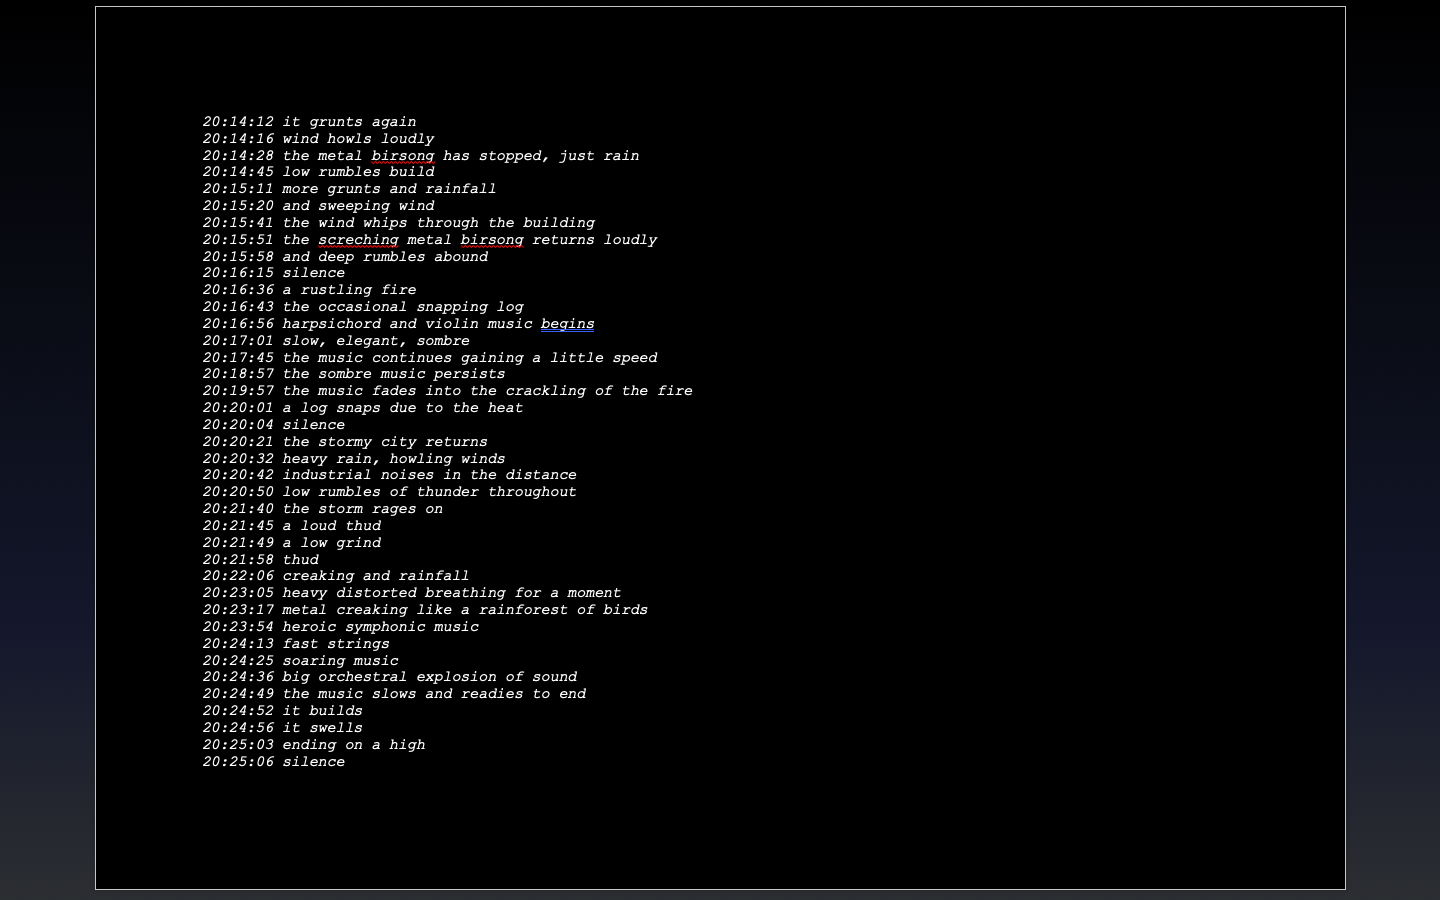 20:14:12 it grunts again
20:14:16 wind howls loudly
20:14:28 the metal birsong has stopped, just rain
20:14:45 low rumbles build
20:15:11 more grunts and rainfall
20:15:20 and sweeping wind
20:15:41 the wind whips through the building
20:15:51 the screching metal birsong returns loudly
20:15:58 and deep rumbles abound
20:16:15 silence
20:16:36 a rustling fire
20:16:43 the occasional snapping log
20:16:56 harpsichord and violin music begins
20:17:01 slow, elegant, sombre
20:17:45 the music continues gaining a little speed
20:18:57 the sombre music persists
20:19:57 the music fades into the crackling of the fire
20:20:01 a log snaps due to the heat
20:20:04 silence
20:20:21 the stormy city returns
20:20:32 heavy rain, howling winds
20:20:42 industrial noises in the distance
20:20:50 low rumbles of thunder throughout
20:21:40 the storm rages on
20:21:45 a loud thud
20:21:49 a low grind
20:21:58 thud
20:22:06 creaking and rainfall
20:23:05 heavy distorted breathing for a moment
20:23:17 metal creaking like a rainforest of birds
20:23:54 heroic symphonic music
20:24:13 fast strings
20:24:25 soaring music
20:24:36 big orchestral explosion of sound
20:24:49 the music slows and readies to end
20:24:52 it builds
20:24:56 it swells
20:25:03 ending on a high
20:25:06 silence